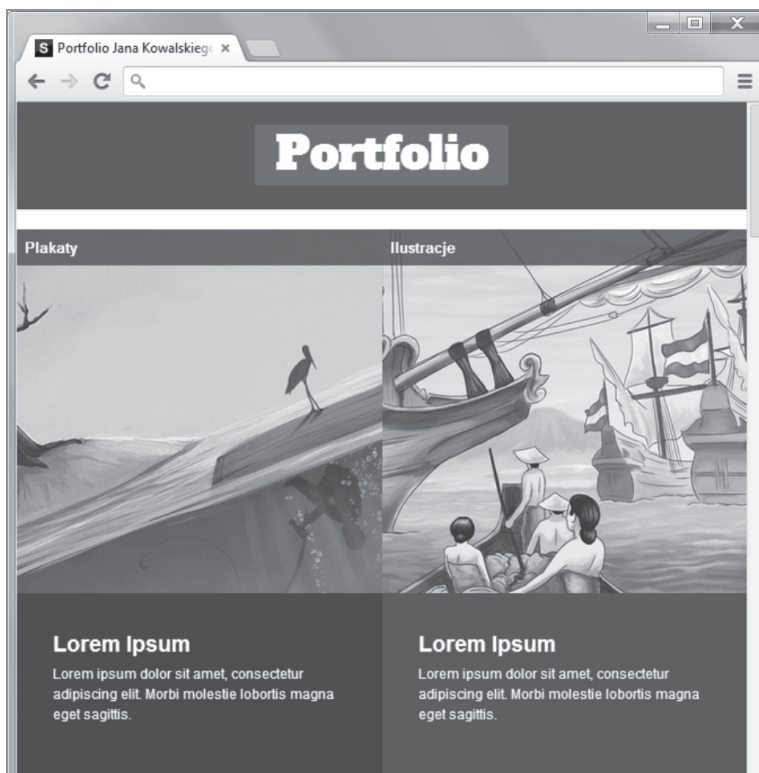 S Portfolio Jana Kowalskieg
Portfolio
Plakaty
Ilustracje
Lorem Ipsum
Lorem ipsum dolor sit amet, consectetur
adipiscing elit. Morbi molestie lobortis magna
eget sagittis.
Lorem Ipsum
Lorem ipsum dolor sit amet, consectetur
adipiscing elit. Morbi molestie lobortis magna
eget sagittis.